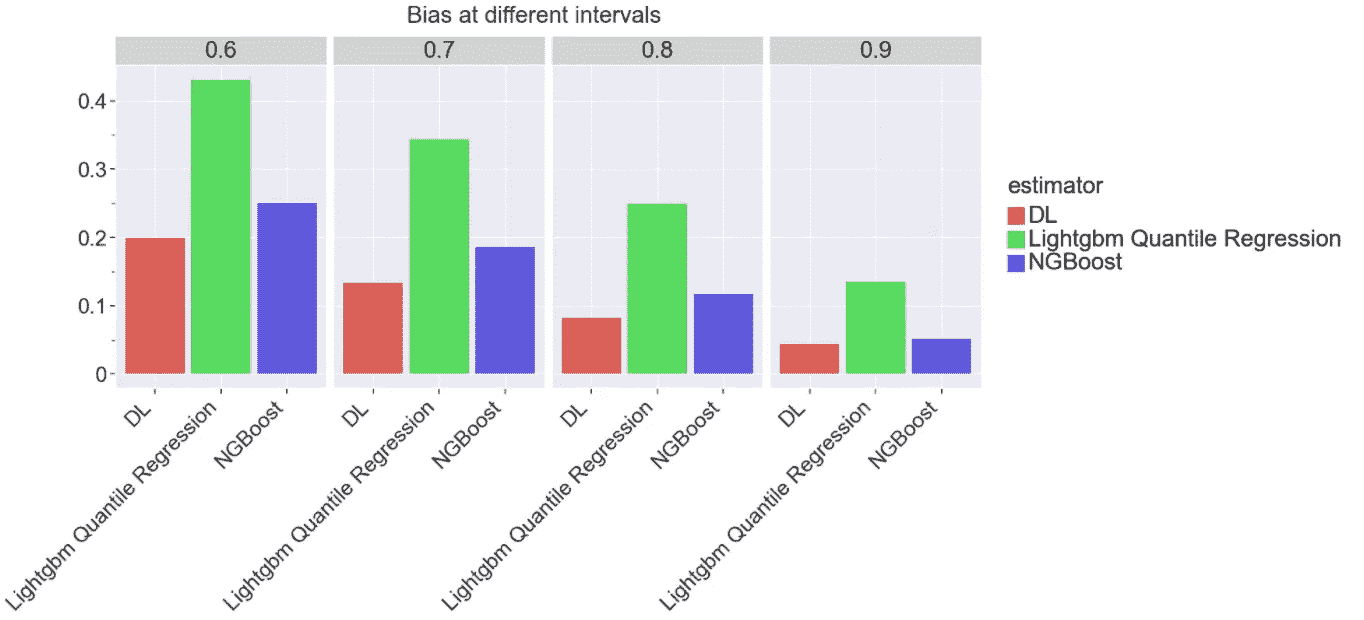 Bias at different intervals
0.6 0.7 0.8 0.9
0.4
0.3
0.2
0.1
0
DL Lightgbm Quantile Regression NGBoost DL Lightgbm Quantile Regression NGBoost DL Lightgbm Quantile Regression NGBoost DL Lightgbm Quantile Regression NGBoost
estimator
DL
Lightgbm Quantile Regression
NGBoost